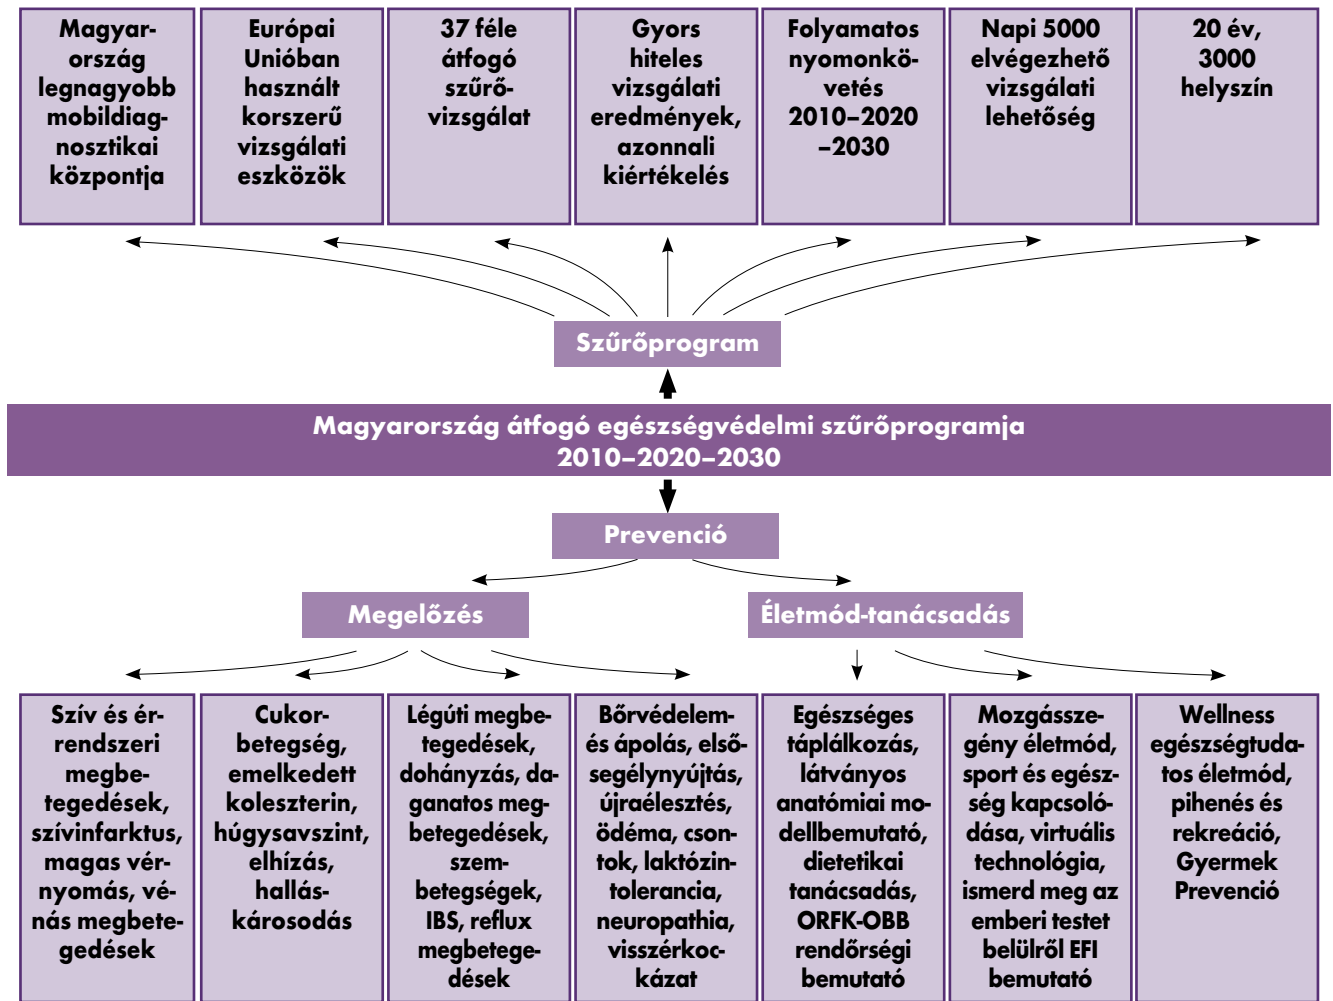 Magyar-
ország
legnagyobb
mobildiag-
nosztikai
központja
Európai
Unióban
használt
korszerű
vizsgálati
eszközök
37 féle
átfogó
szűrő-
vizsgálat
Gyors
hiteles
vizsgálati
eredmények,
azonnali
kiértékelés
Folyamatos
nyomonkö-
vetés
2010–2020
–2030
Napi 5000
elvégezhető
vizsgálati
lehetőség
20 év,
3000
helyszín
Szűrőprogram
Magyarország átfogó egészségvédelmi szűrőprogramja
2010–2020–2030
Prevenció
Megelőzés
Életmód-tanácsadás
Szív és ér-
rendszeri
megbe-
tegedések,
szívinfarktus,
magas vér-
nyomás, vé-
nás megbete-
gedések
Cukor-
betegség,
emelkedett
koleszterin,
húgysavszint,
elhízás,
hallás-
károsodás
Légúti megbe-
tegedések,
dohányzás, da-
ganatos meg-
betegedések,
szem-
betegségek,
IBS, reflux
megbetege-
dések
Bőrvédelem-
és ápolás, első-
segélynyújtás,
újraélesztés,
ödéma, cson-
tok, laktózin-
tolerancia,
neuropathia,
visszérkoc-
kázat
Egészséges
táplálkozás,
látványos
anatómiai mo-
dellbemutató,
dietetikai
tanácsadás,
ORFK-OBB
rendőrségi
bemutató
Mozgássze-
gény életmód,
sport és egész-
ség kapcsoló-
dása, virtuális
technológia,
ismerd meg az
emberi testet
belülről EFI
bemutató
Wellness
egészségtuda-
tos életmód,
pihenés és
rekreáció,
Gyermek
Prevenció